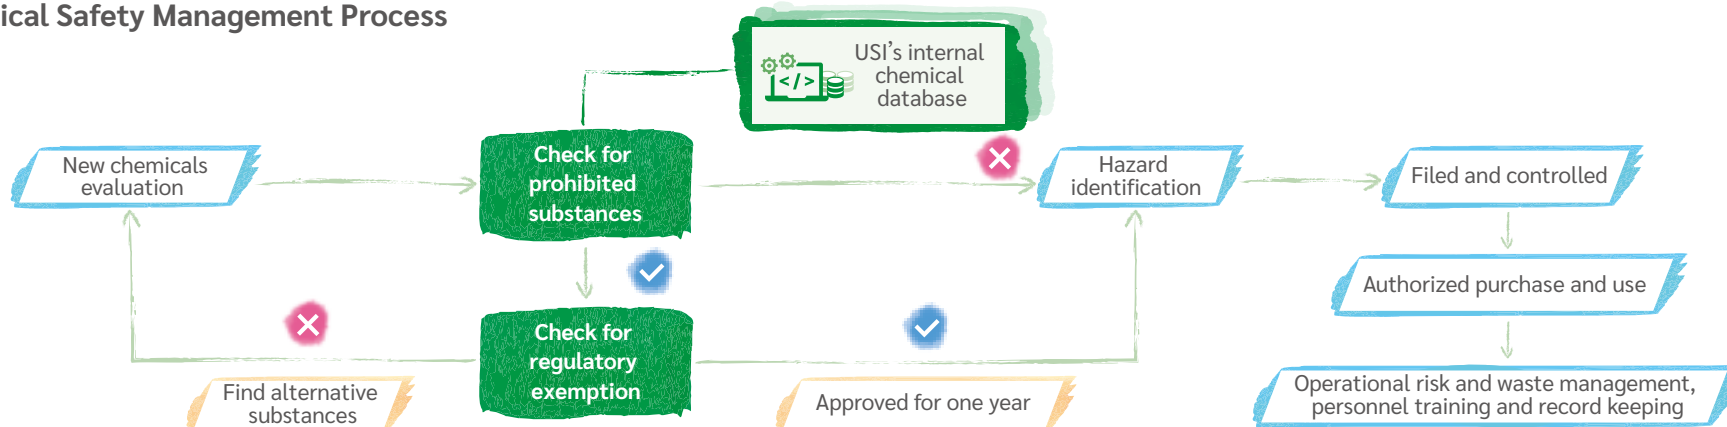 ical Safety Management Process
USI's internal
chemical
database
</>
New chemicals
evaluation
Check for
prohibited
substances
Hazard
identification
Filed and controlled
Authorized purchase and use
Check for
regulatory
exemption
Find alternative
substances
Approved for one year
Operational risk and waste management,
personnel training and record keeping